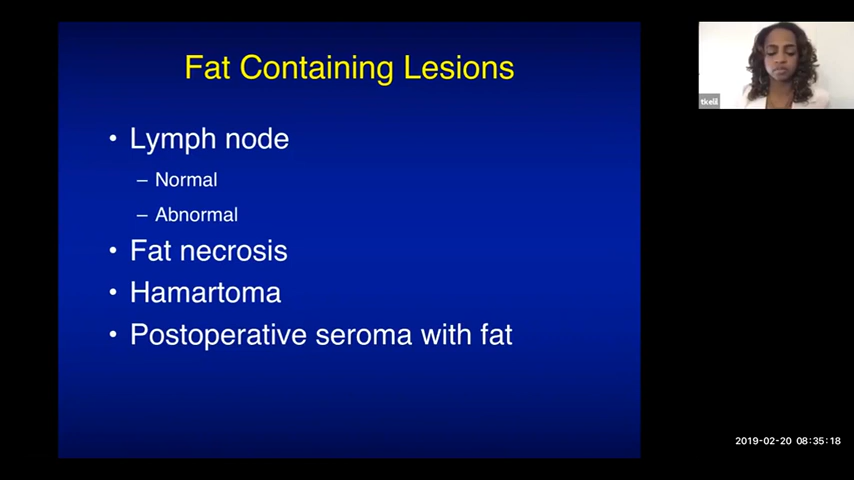 Fat Containing Lesions
• Lymph node
– Normal
– Abnormal
• Fat necrosis
• Hamartoma
• Postoperative seroma with fat
tkelil
2019-02-20 08:35:18